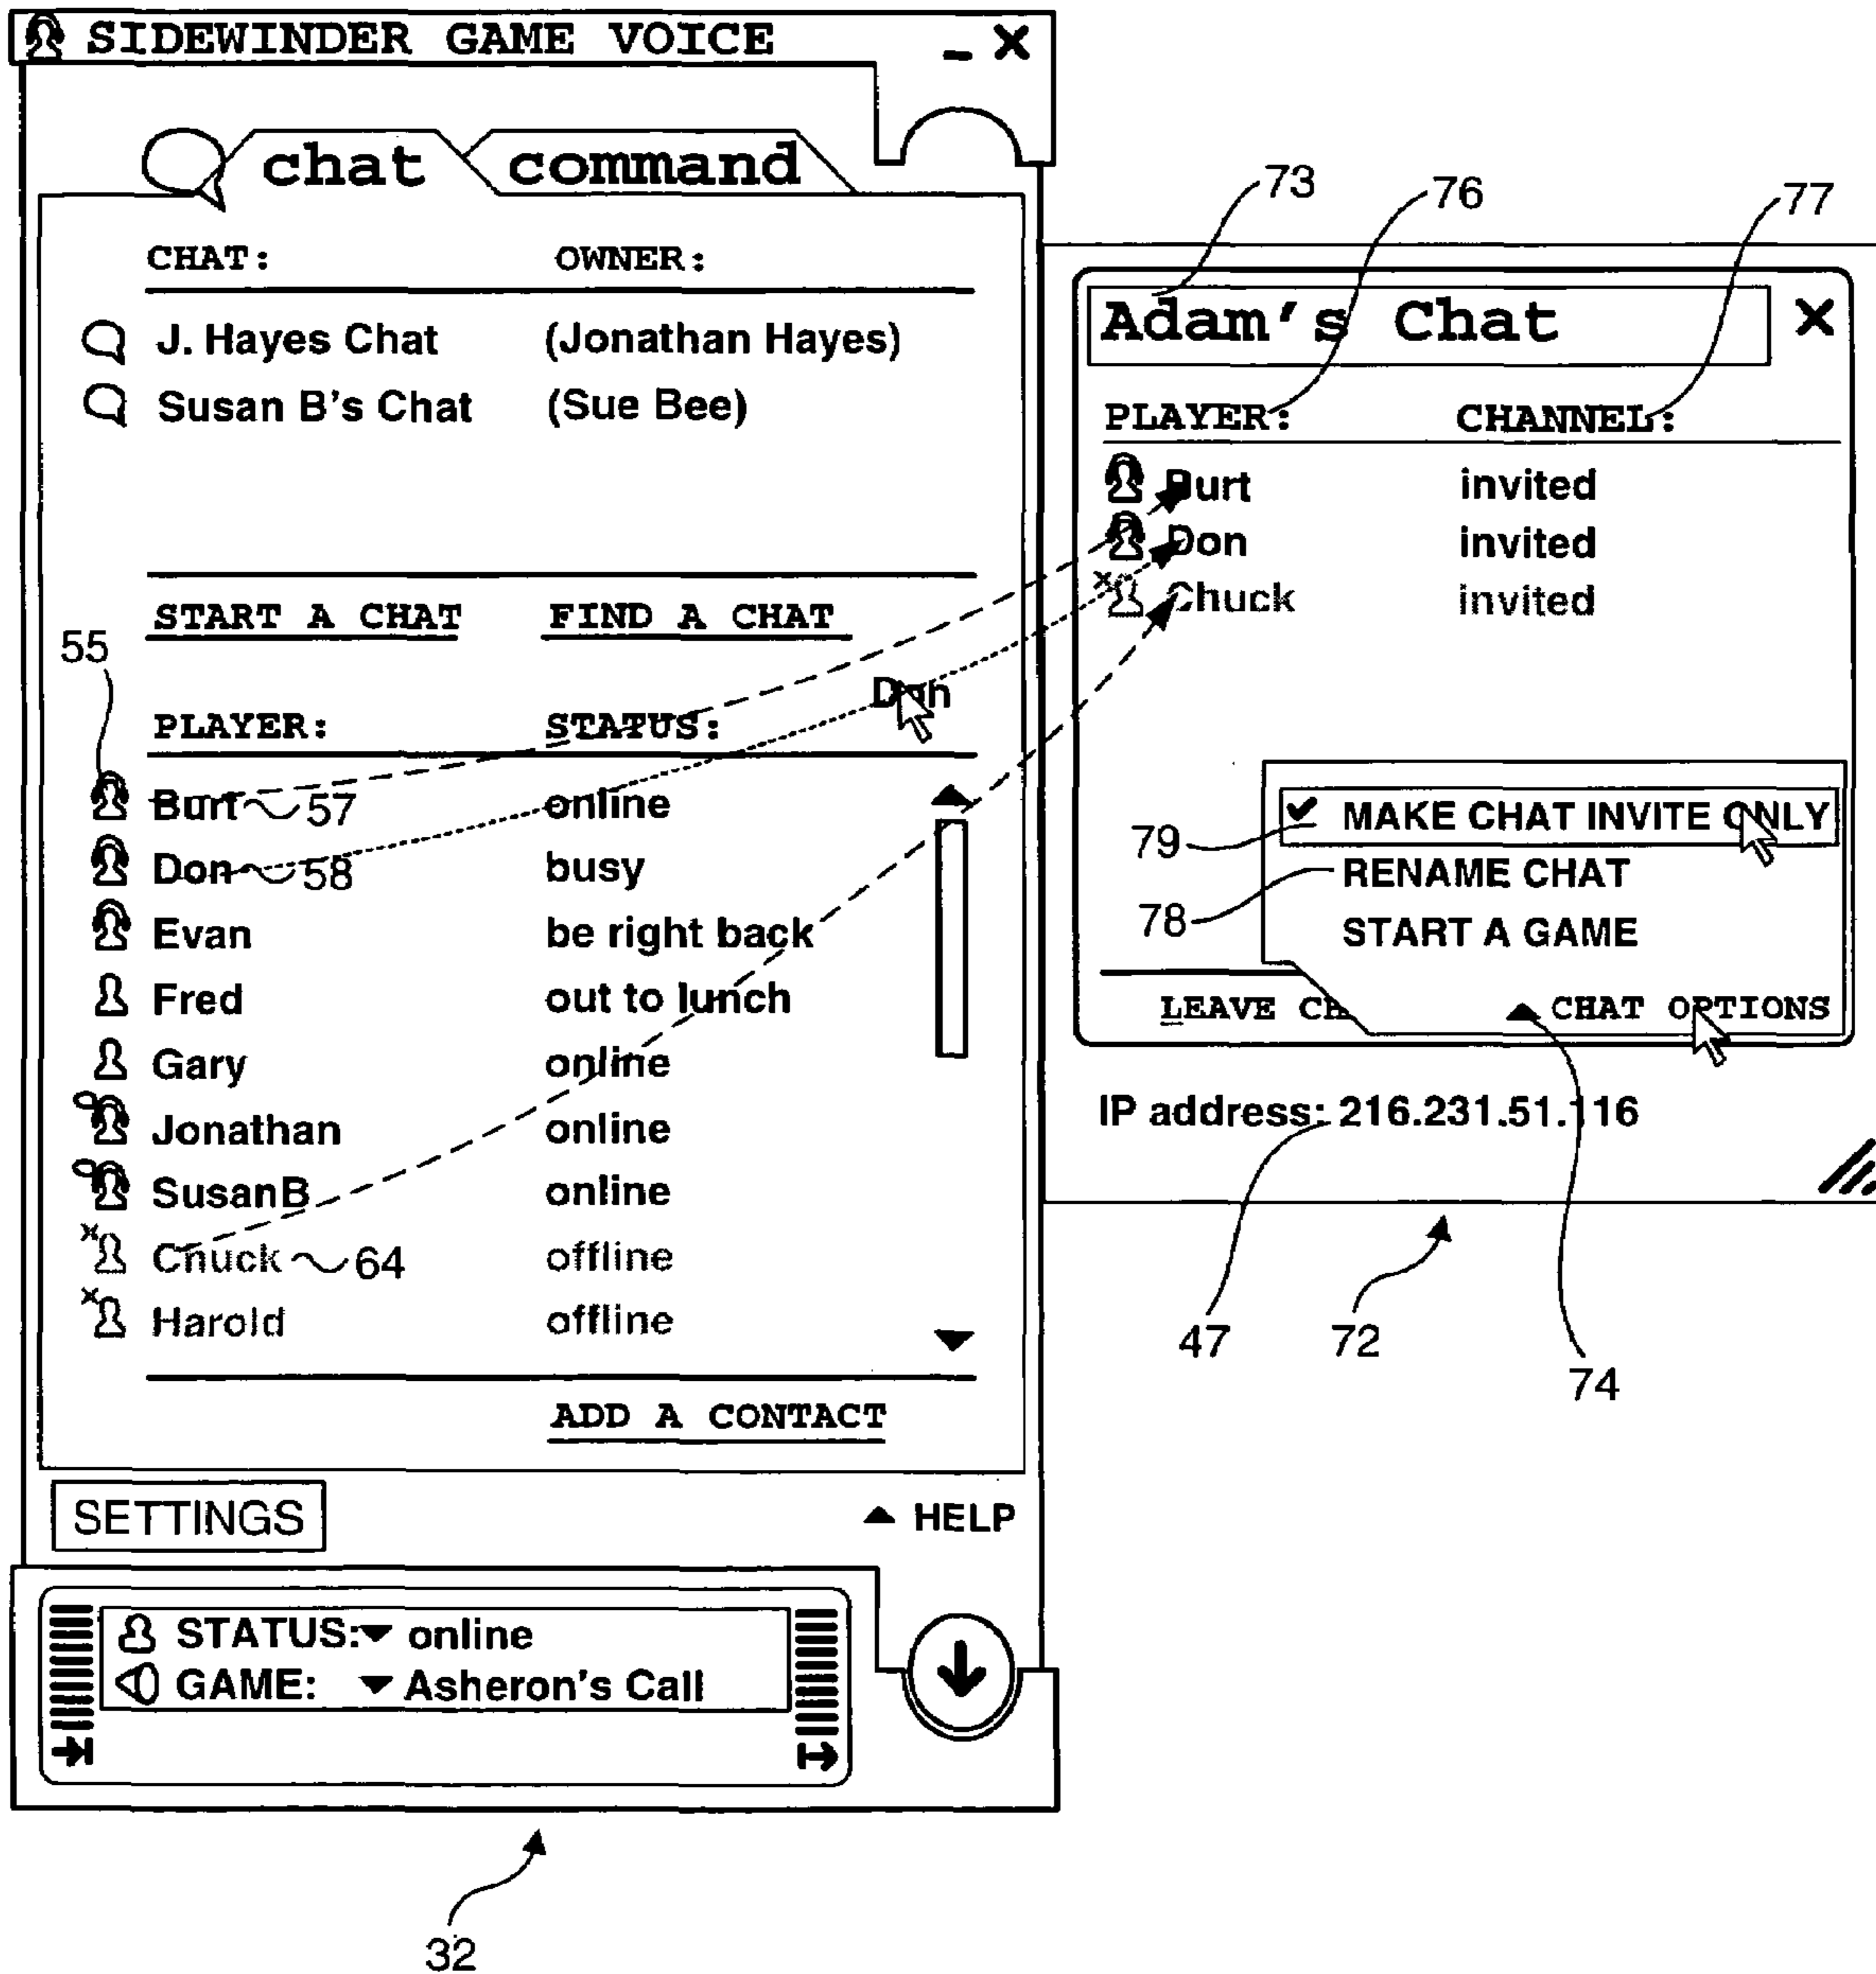 SIDEWINDER GAME VOICE
chat command
CHAT: OWNER:
J. Hayes Chat (Jonathan Hayes)
Susan B's Chat (Sue Bee)
START A CHAT FIND A CHAT
Don
55
PLAYER: STATUS:
Burt 57 online
Don 58 busy
Evan be right back
Fred out to lunch
Gary online
Jonathan online
SusanB online
Chuck 64 offline
Harold offline
ADD A CONTACT
SETTINGS HELP
STATUS: online
GAME: Asheron's Call
32
73 76 77
Adam's Chat X
PLAYER: CHANNEL:
Burt invited
Don invited
Chuck invited
79 MAKE CHAT INVITE ONLY
78 RENAME CHAT
START A GAME
LEAVE CH CHAT OPTIONS
IP address: 216.231.51.116
47 72 74